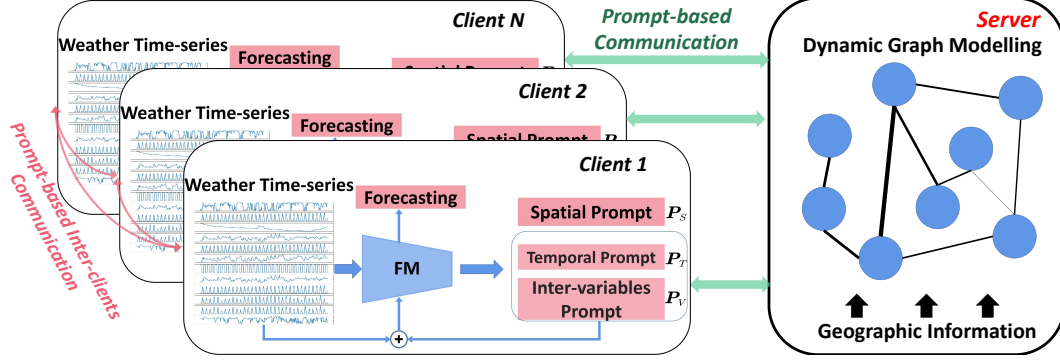 Client N
Weather Time-series
Forecasting
Client 2
Weather Time-series
Forecasting
Spatial Prompt
Client 1
Weather Time-series
Forecasting
FM
+
Spatial Prompt P_S
Temporal Prompt P_T
Inter-variables
Prompt P_V
Prompt-based Inter-clients
Communication
Prompt-based
Communication
Server
Dynamic Graph Modelling
Geographic Information